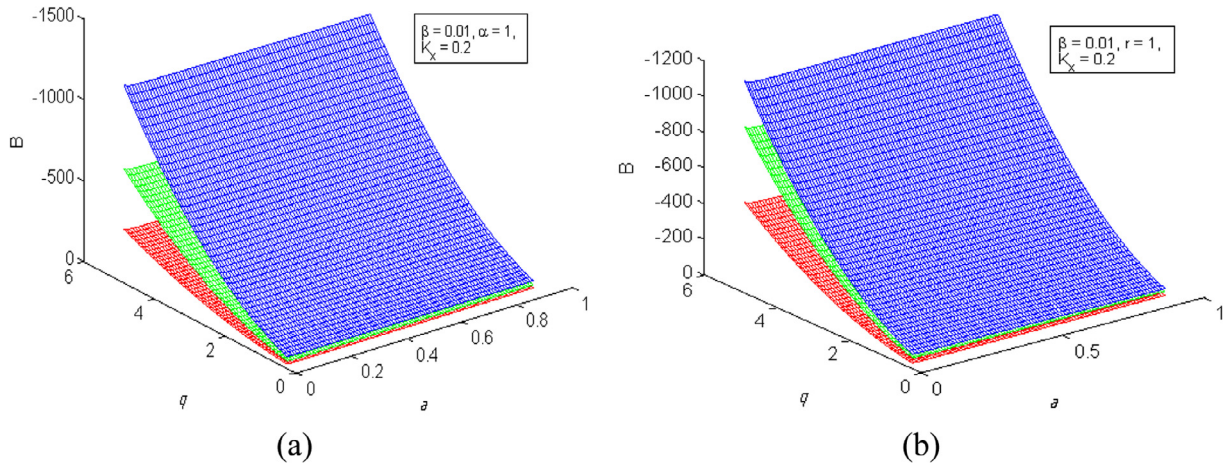 -1500
-1000
-500
0
B
β = 0.01, α = 1,
K_x = 0.2
6
4
2
0
q
0
0.2
0.4
0.6
0.8
1
a
(a)
-1200
-1000
-800
-600
-400
-200
0
B
β = 0.01, r = 1,
K_x = 0.2
6
4
2
0
q
0
0.5
1
a
(b)